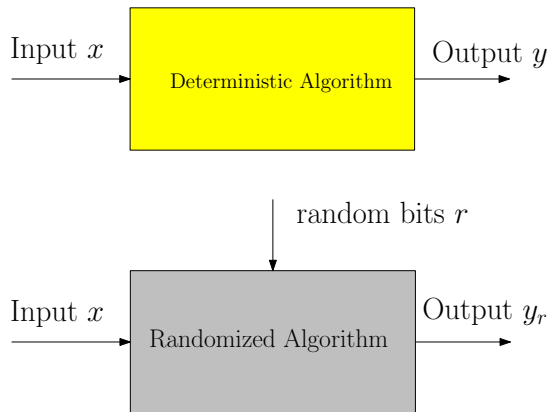 Input x
Deterministic Algorithm
Output y
random bits r
Input x
Randomized Algorithm
Output y_r